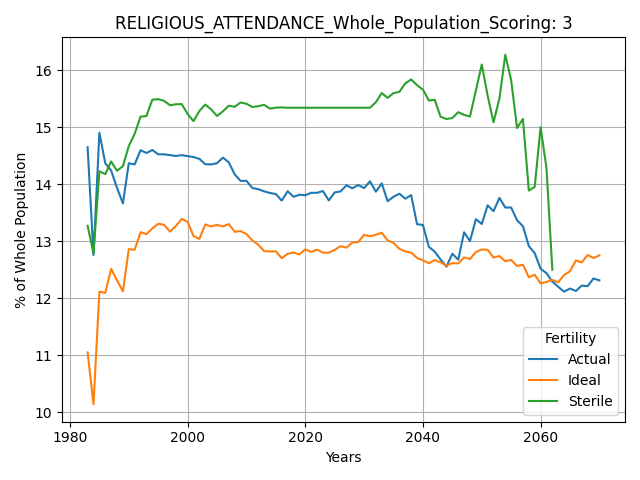 RELIGIOUS_ATTENDANCE_Whole_Population_Scoring: 3
% of Whole Population
16
15
14
13
12
11
10
1980
2000
2020
2040
2060
Years
Fertility
Actual
Ideal
Sterile